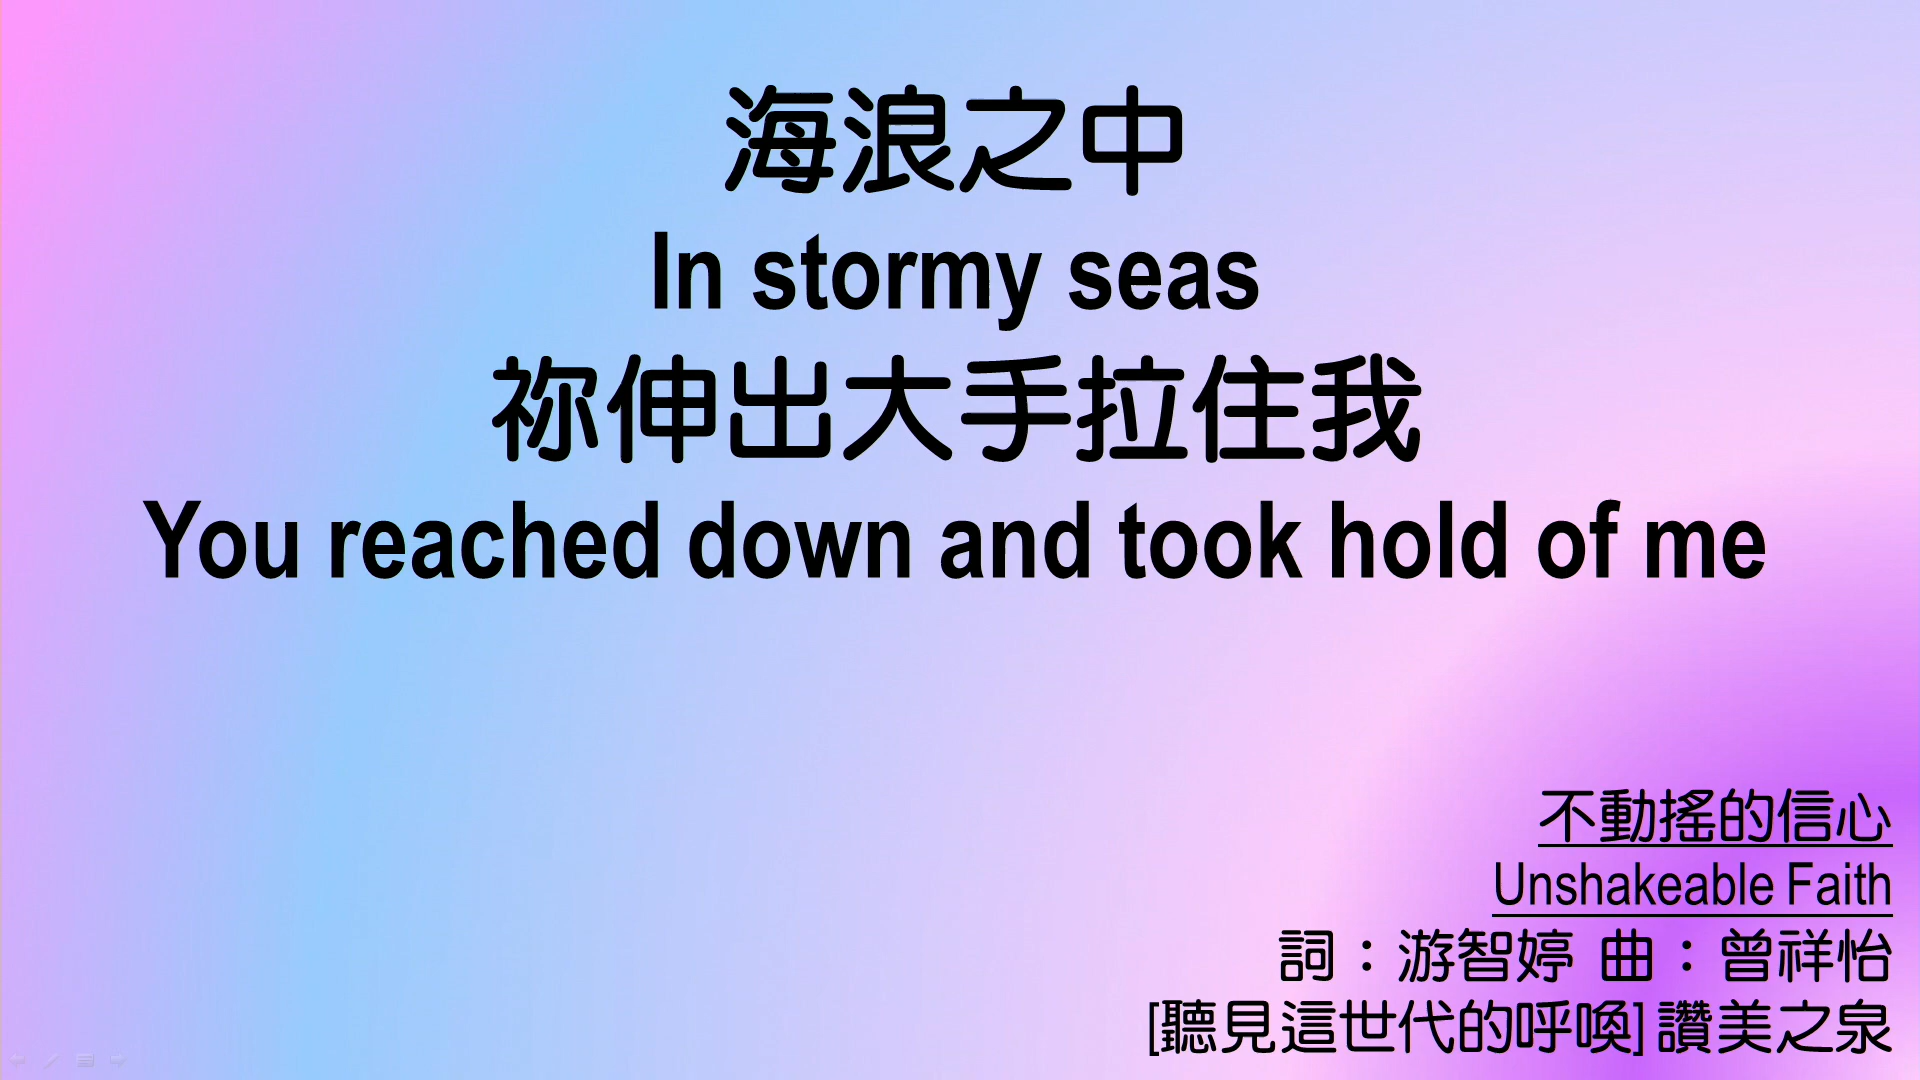 海浪之中
In stormy seas
祢伸出大手拉住我
You reached down and took hold of me
不動搖的信心
Unshakeable Faith
詞：游智婷 曲：曾祥怡
[聽見這世代的呼喚] 讚美之泉